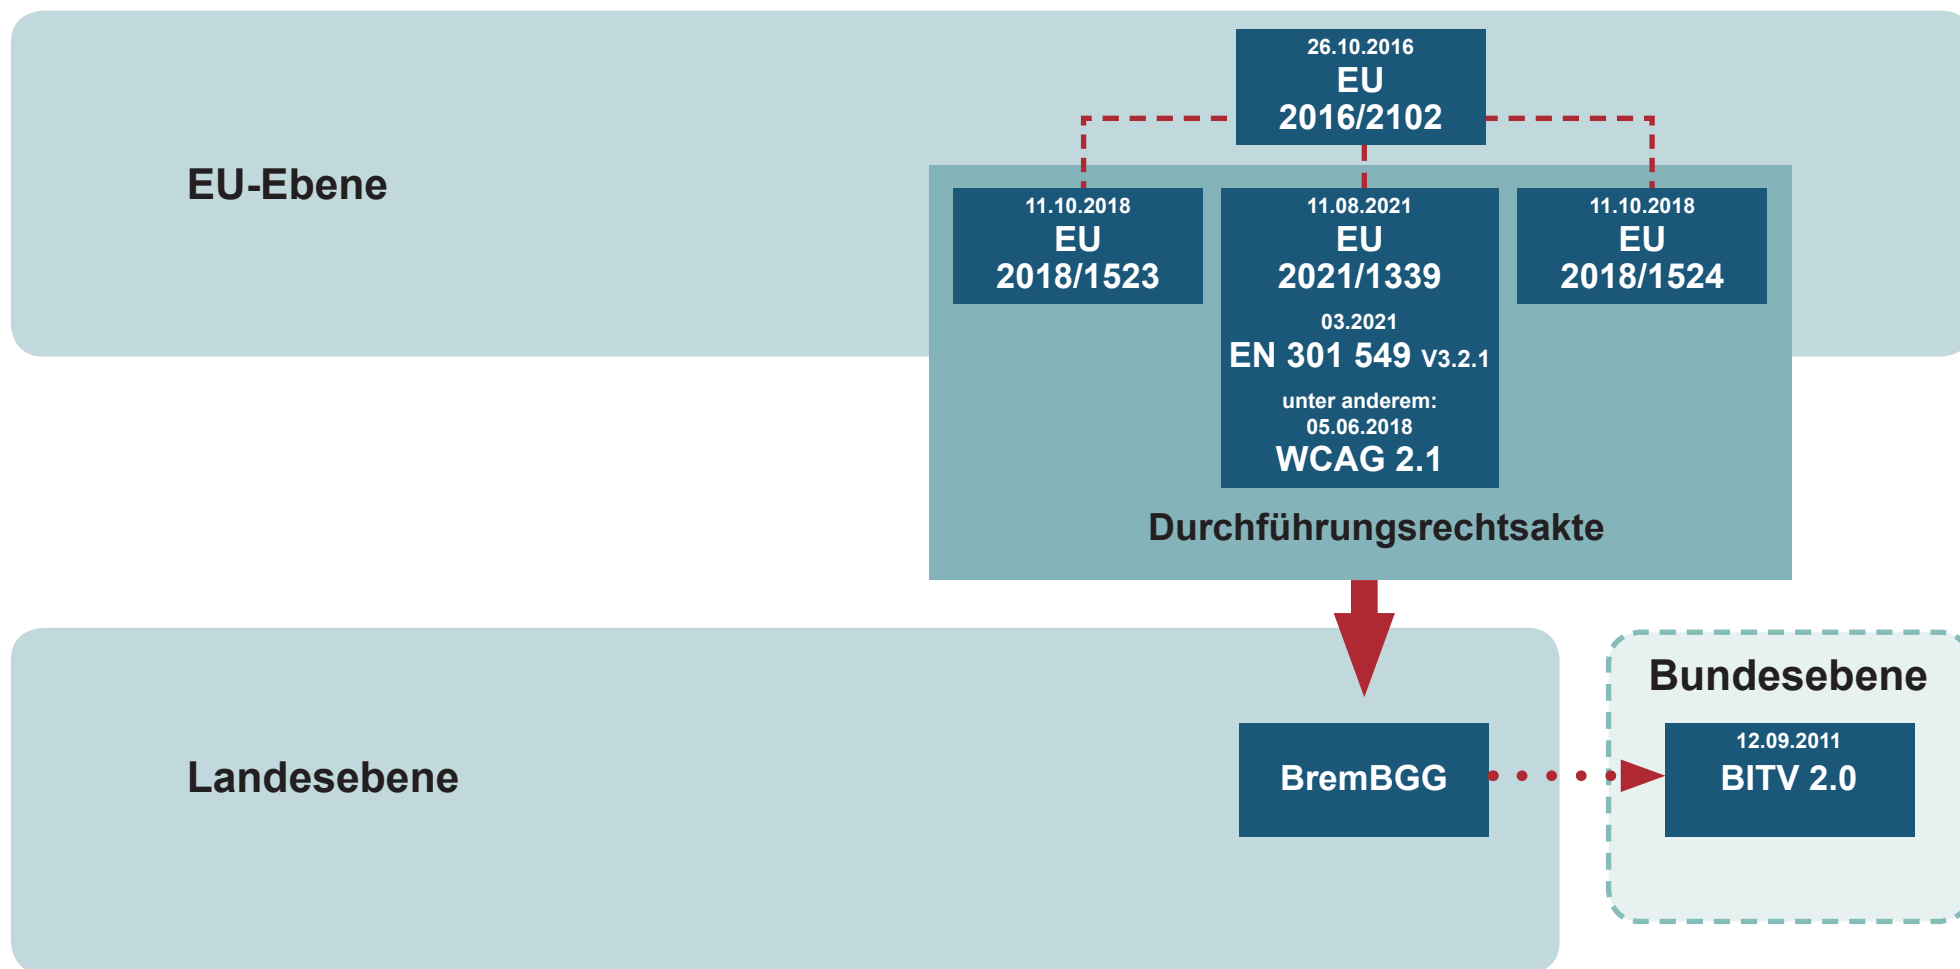 EU-Ebene
26.10.2016
EU
2016/2102
11.10.2018
EU
2018/1523
11.08.2021
EU
2021/1339
03.2021
EN 301 549 V3.2.1
unter anderem:
05.06.2018
WCAG 2.1
11.10.2018
EU
2018/1524
Durchführungsrechtsakte
Landesebene
BremBGG
Bundesebene
12.09.2011
BITV 2.0